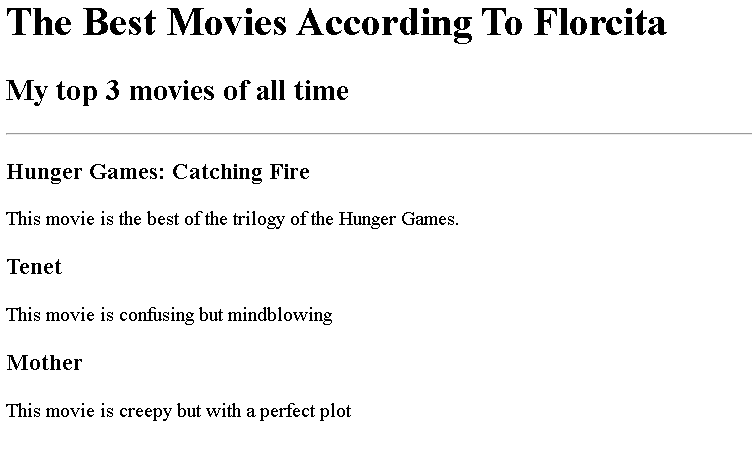 The Best Movies According To Florcita
My top 3 movies of all time
Hunger Games: Catching Fire
This movie is the best of the trilogy of the Hunger Games.
Tenet
This movie is confusing but mindblowing
Mother
This movie is creepy but with a perfect plot